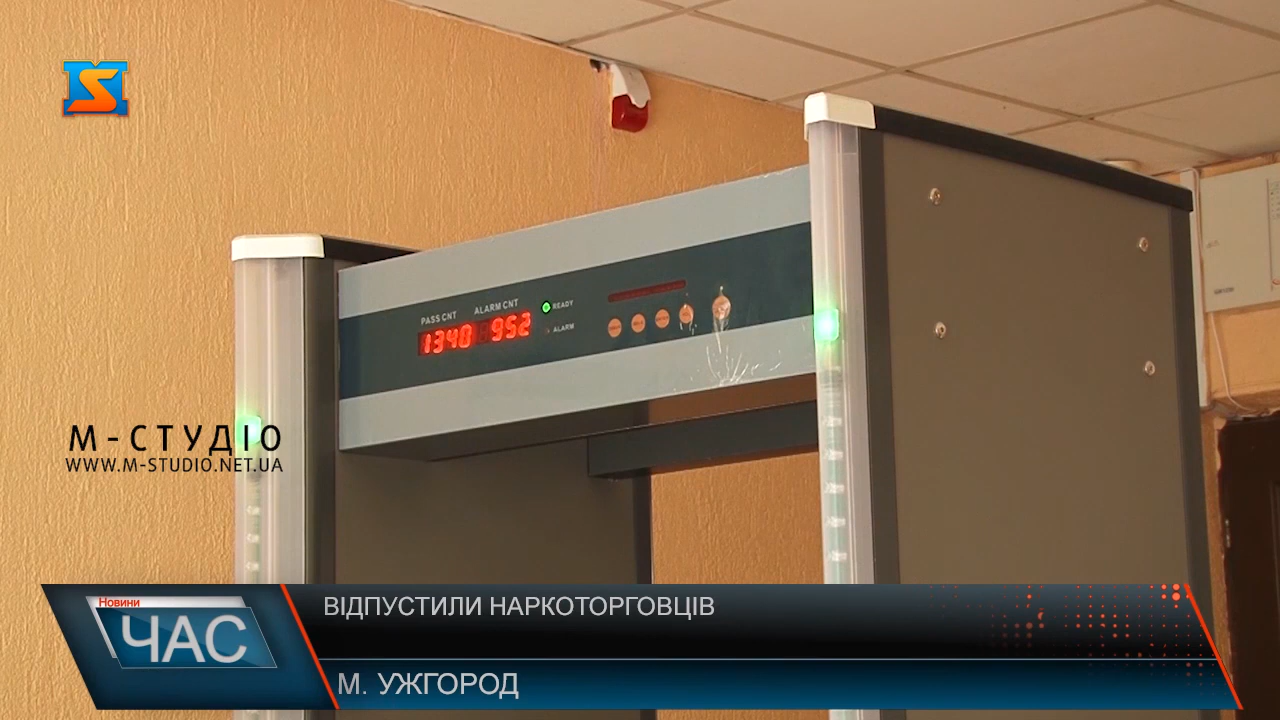 PASS CNT
ALARM CNT
1340
952
READY
ALARM
М-СТУДІО
WWW.M-STUDIO.NET.UA
Новини
ЧАС
ВІДПУСТИЛИ НАРКОТОРГОВЦІВ
М. УЖГОРОД